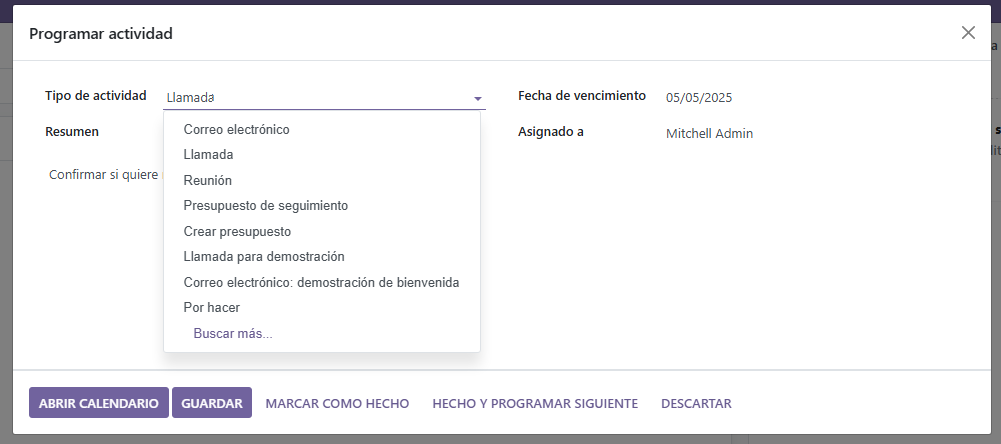 Programar actividad
Tipo de actividad Llamada Fecha de vencimiento 05/05/2025
Resumen Asignado a Mitchell Admin
Confirmar si quiere
Correo electrónico
Llamada
Reunión
Presupuesto de seguimiento
Crear presupuesto
Llamada para demostración
Correo electrónico: demostración de bienvenida
Por hacer
Buscar más...
ABRIR CALENDARIO GUARDAR MARCAR COMO HECHO HECHO Y PROGRAMAR SIGUIENTE DESCARTAR